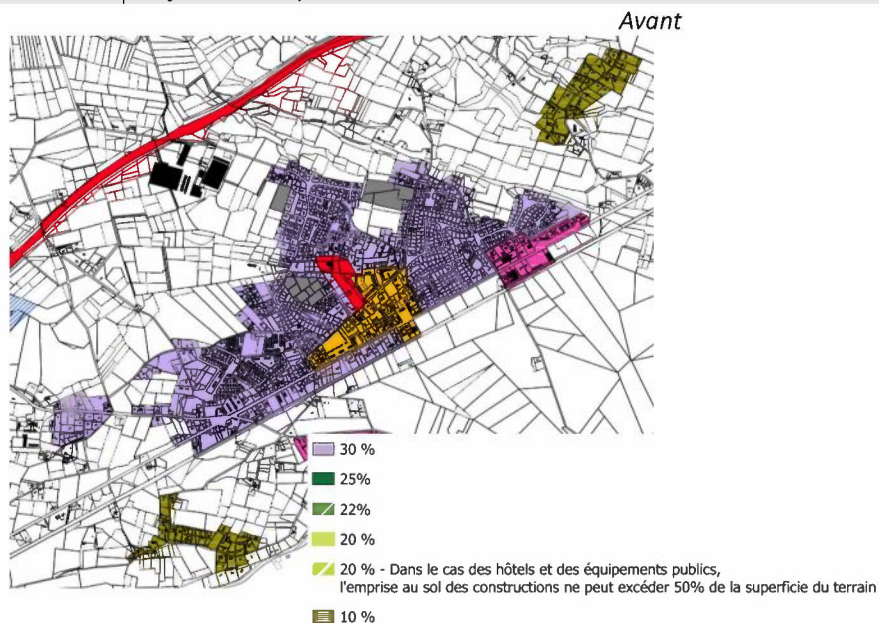 Avant
30 %
25%
22%
20 %
20 % - Dans le cas des hôtels et des équipements publics,
l'emprise au sol des constructions ne peut excéder 50% de la superficie du terrain
10 %